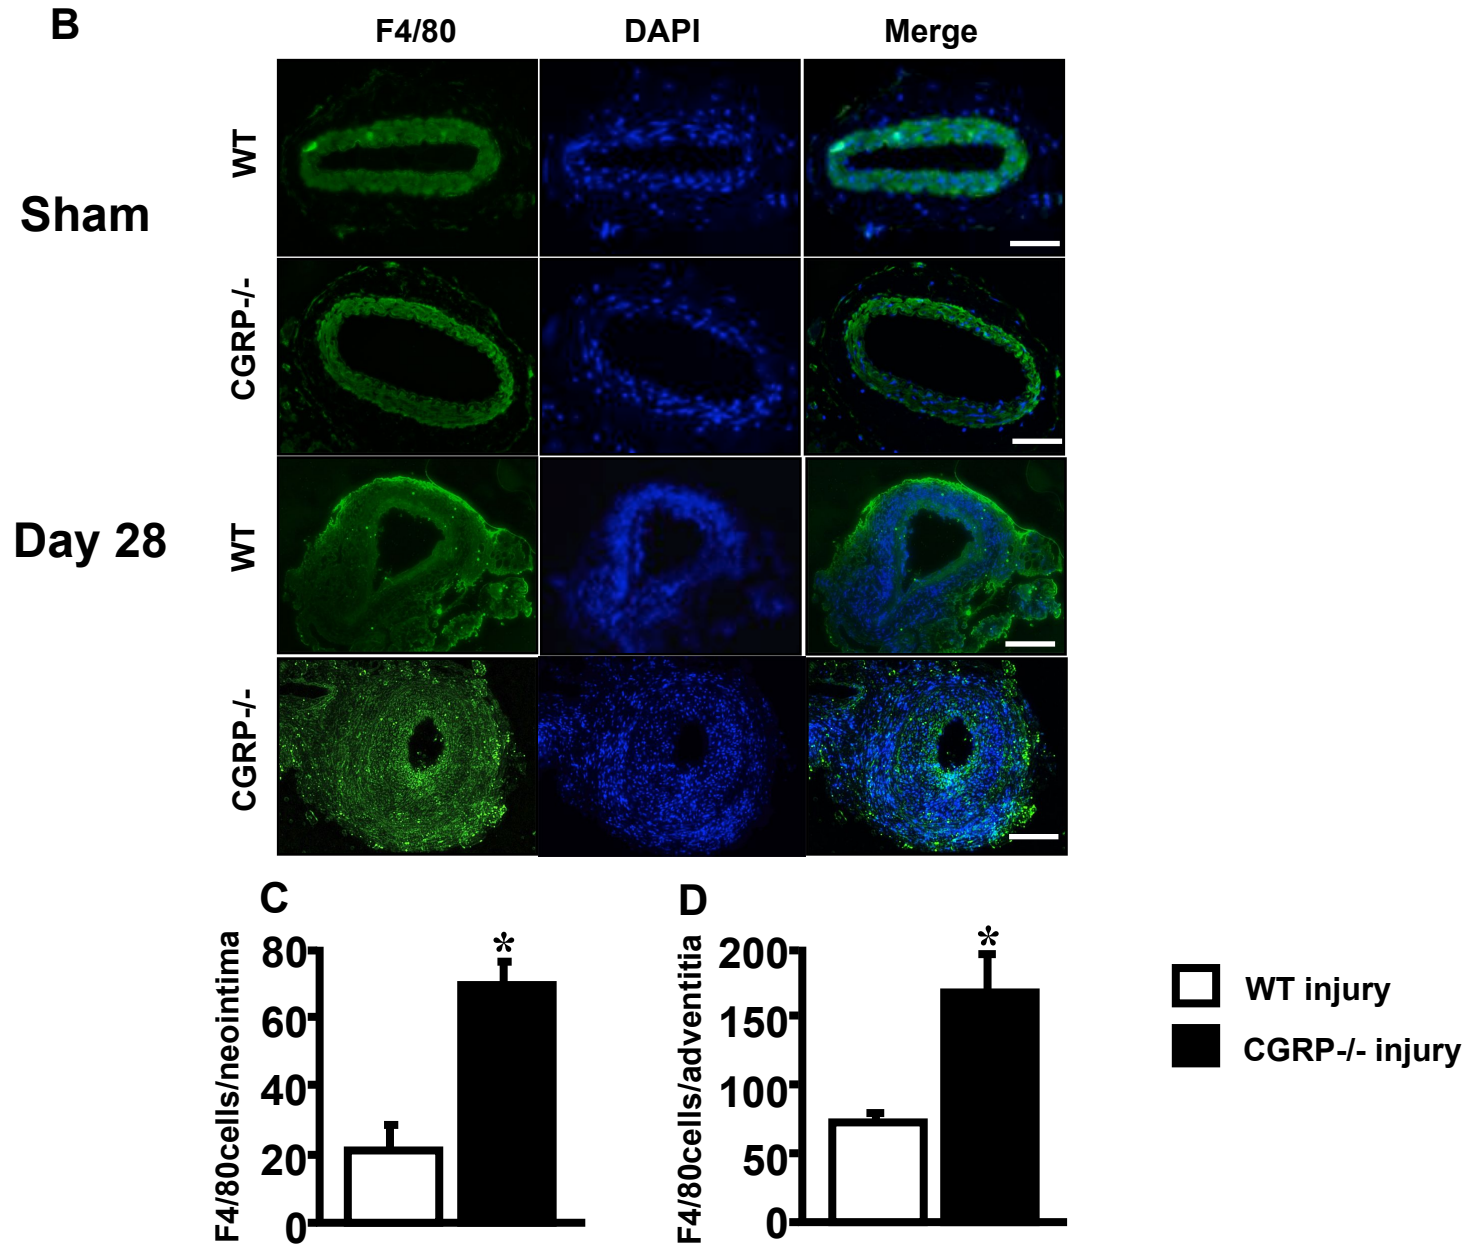 B
F4/80 DAPI Merge
Sham
WT
CGRP-/-
Day 28
WT
CGRP-/-
C
F4/80cells/neointima
80
60
40
20
0
*
D
F4/80cells/adventitia
200
150
100
50
0
*
WT injury
CGRP-/- injury